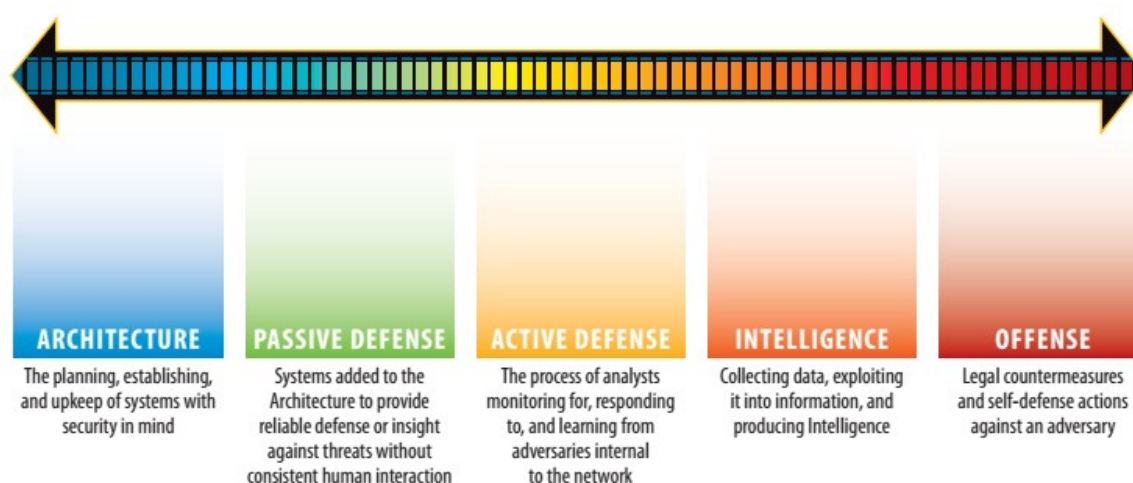 ARCHITECTURE
The planning, establishing,
and upkeep of systems with
security in mind
PASSIVE DEFENSE
Systems added to the
Architecture to provide
reliable defense or insight
against threats without
consistent human interaction
ACTIVE DEFENSE
The process of analysts
monitoring for, responding
to, and learning from
adversaries internal
to the network
INTELLIGENCE
Collecting data, exploiting
it into information, and
producing Intelligence
OFFENSE
Legal countermeasures
and self-defense actions
against an adversary